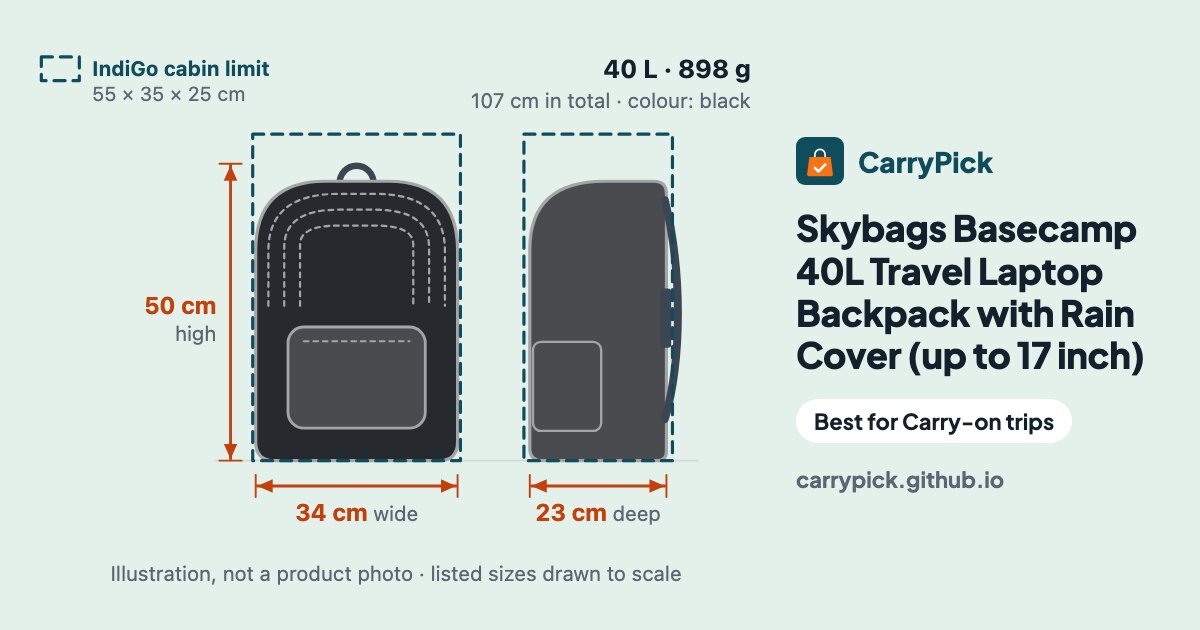 IndiGo cabin limit
55 × 35 × 25 cm
40 L · 898 g
107 cm in total · colour: black
50 cm
high
34 cm wide
23 cm deep
Illustration, not a product photo · listed sizes drawn to scale
CarryPick
Skybags Basecamp
40L Travel Laptop
Backpack with Rain
Cover (up to 17 inch)
Best for Carry-on trips
carrypick.github.io